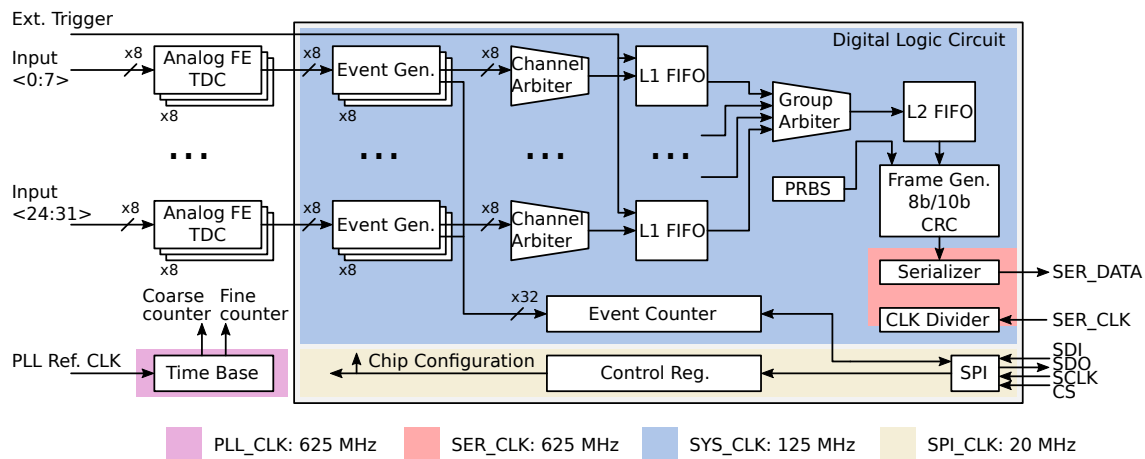 Ext. Trigger
Digital Logic Circuit
Input
<0:7>
x8
Analog FE
TDC
x8
x8
Event Gen.
x8
x8
Channel
Arbiter
L1 FIFO
Group
Arbiter
L2 FIFO
...
...
...
PRBS
Frame Gen.
8b/10b
CRC
Input
<24:31>
x8
Analog FE
TDC
x8
x8
Event Gen.
x8
x8
Channel
Arbiter
L1 FIFO
Serializer
SER_DATA
Coarse
counter
Fine
counter
x32
Event Counter
CLK Divider
SER_CLK
PLL Ref. CLK
Time Base
Chip Configuration
Control Reg.
SPI
SDI
SDO
SCLK
CS
PLL_CLK: 625 MHz
SER_CLK: 625 MHz
SYS_CLK: 125 MHz
SPI_CLK: 20 MHz